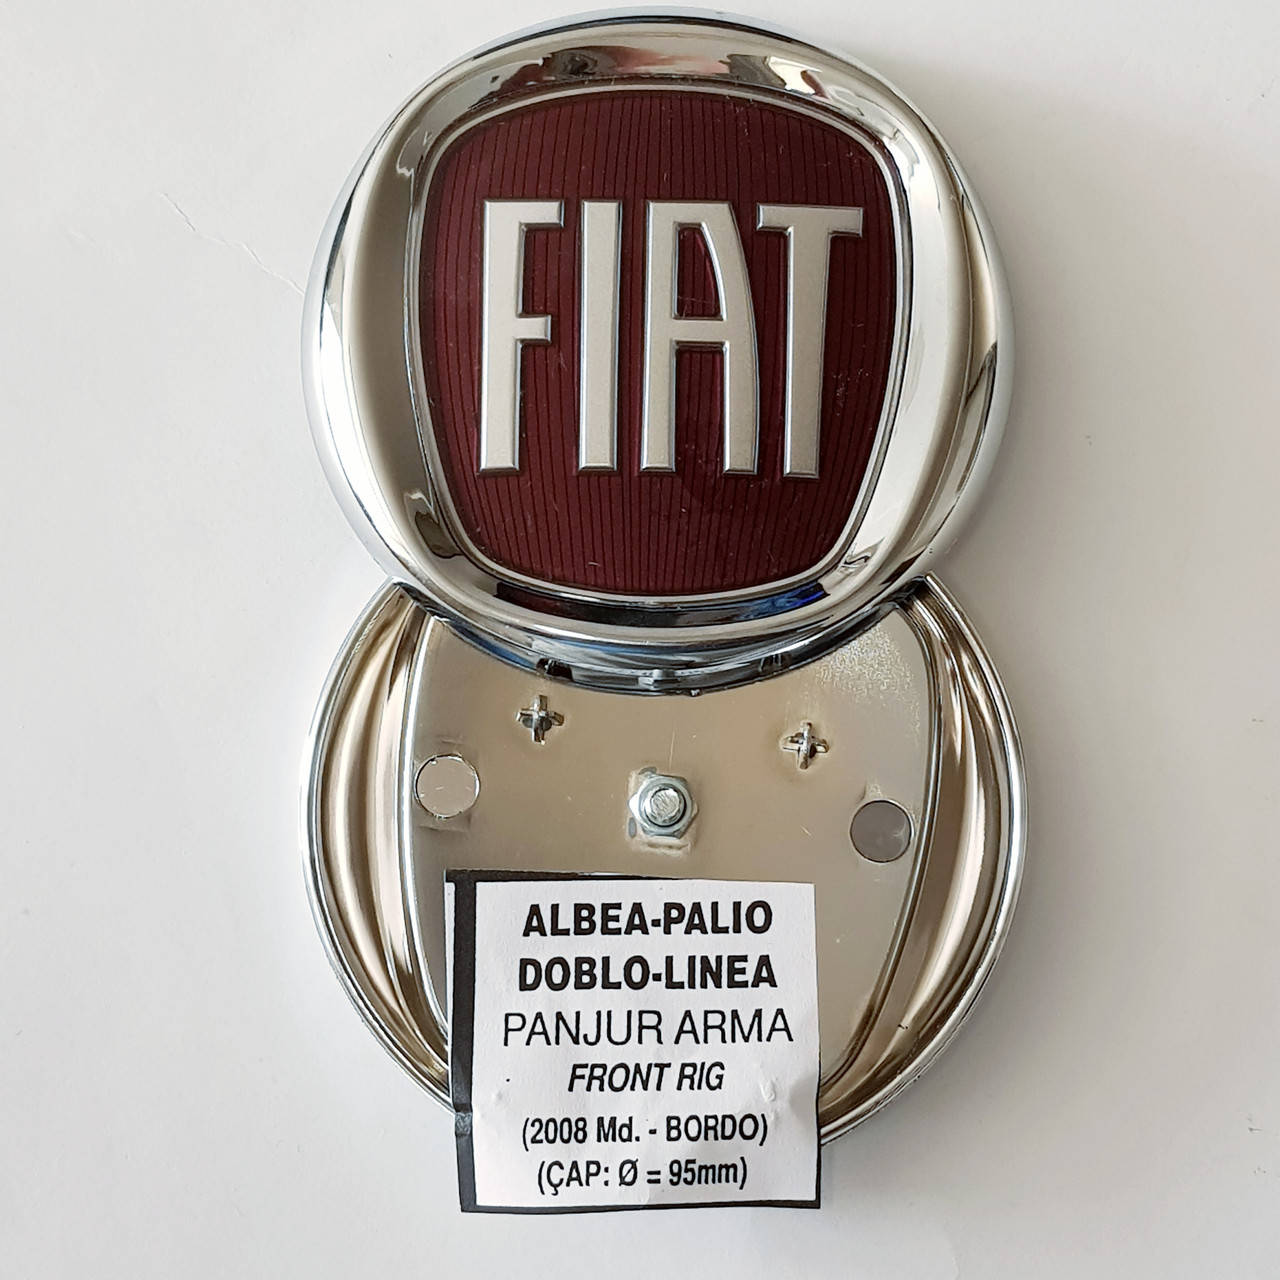 FIAT
ALBEA-PALIO
DOBLO-LINEA
PANJUR ARMA
FRONT RIG
(2008 Md. - BORDO)
(ÇAP: Ø = 95mm)